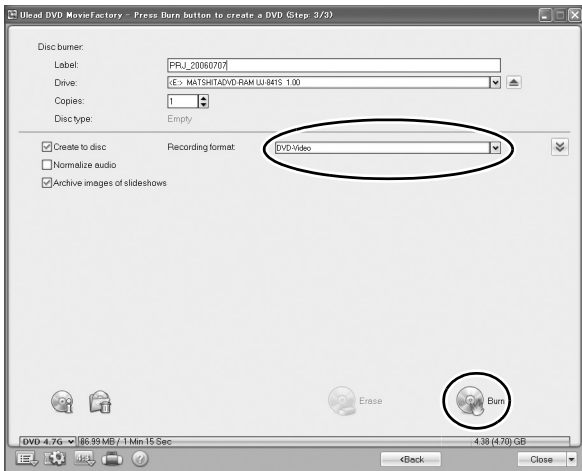 Ulead DVD MovieFactory - Press Burn button to create a DVD (Step: 3/3)
Disc burner:
Label: PRJ_20060707
Drive: <E:> MATSHITADVD-RAM UJ-841S 1.00
Copies: 1
Disc type: Empty
Create to disc Recording format: DVD-Video
Normalize audio
Archive images of slideshows
Erase Burn
DVD 4.7G 86.99 MB / 1 Min 15 Sec 4.38 (4.70) GB
<Back Close